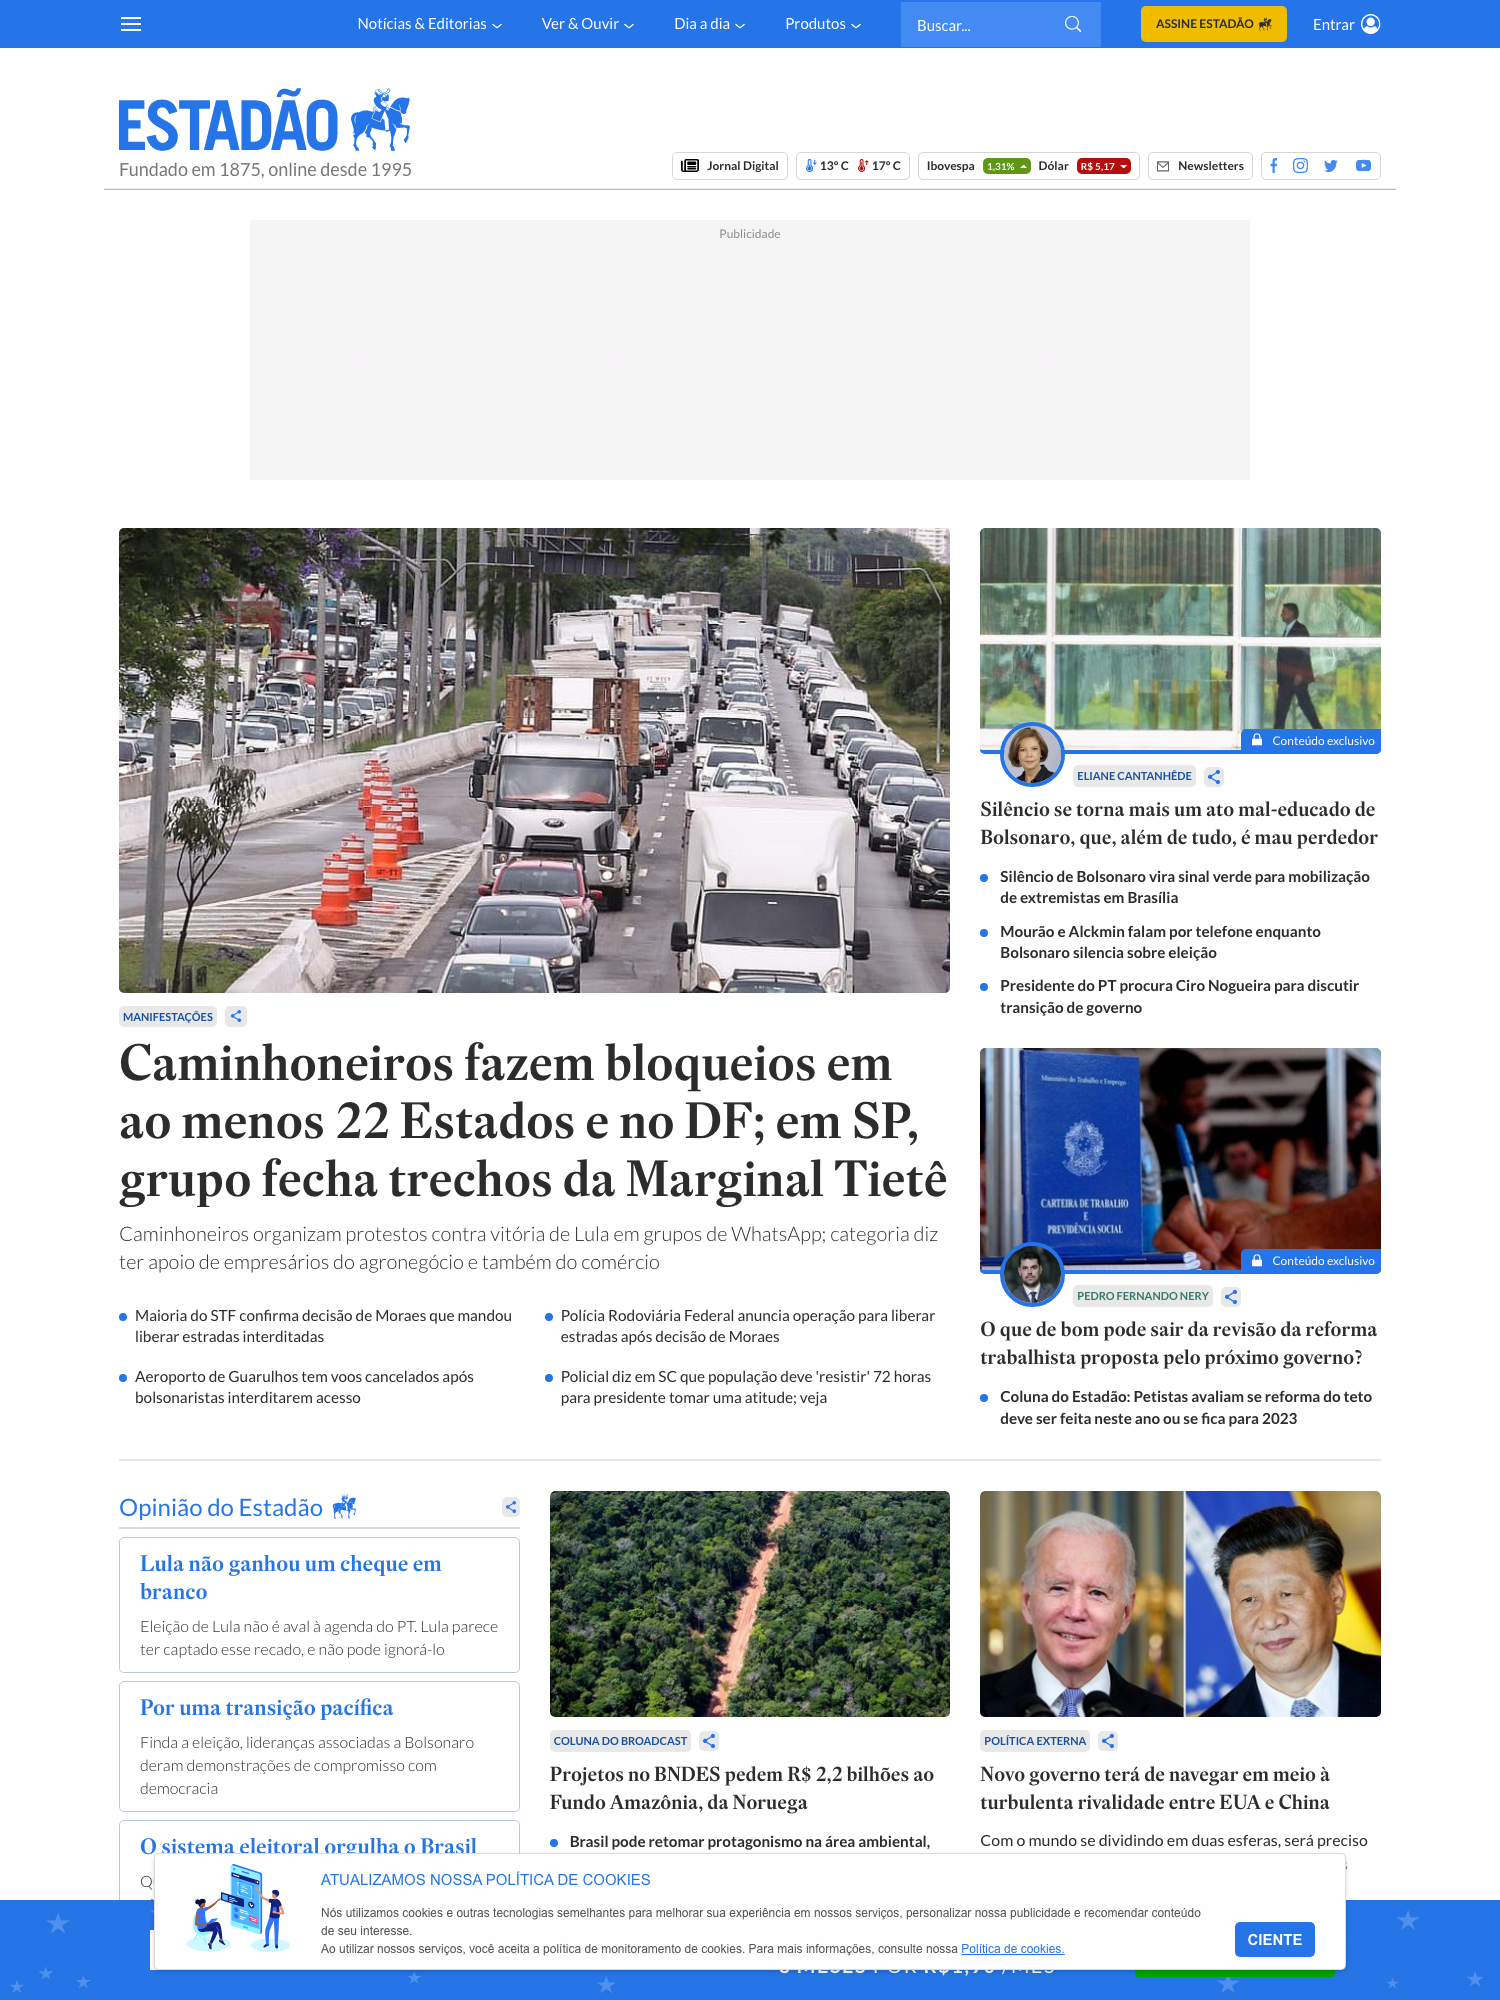 Notícias & Editorias
Ver & Ouvir
Dia a dia
Produtos
Buscar...
ASSINE ESTADÃO
Entrar
ESTADÃO
Fundado em 1875, online desde 1995
Jornal Digital
13º C 17º C
Ibovespa 1,31% Dólar R$ 5,17
Newsletters
Publicidade
MANIFESTAÇÕES
Caminhoneiros fazem bloqueios em
ao menos 22 Estados e no DF; em SP,
grupo fecha trechos da Marginal Tietê
Caminhoneiros organizam protestos contra vitória de Lula em grupos de WhatsApp; categoria diz
ter apoio de empresários do agronegócio e também do comércio
Maioria do STF confirma decisão de Moraes que mandou
liberar estradas interditadas
Polícia Rodoviária Federal anuncia operação para liberar
estradas após decisão de Moraes
Aeroporto de Guarulhos tem voos cancelados após
bolsonaristas interditarem acesso
Policial diz em SC que população deve 'resistir' 72 horas
para presidente tomar uma atitude; veja
Conteúdo exclusivo
ELIANE CANTANHÊDE
Silêncio se torna mais um ato mal-educado de
Bolsonaro, que, além de tudo, é mau perdedor
Silêncio de Bolsonaro vira sinal verde para mobilização
de extremistas em Brasília
Mourão e Alckmin falam por telefone enquanto
Bolsonaro silencia sobre eleição
Presidente do PT procura Ciro Nogueira para discutir
transição de governo
Ministério do Trabalho e Emprego
CARTEIRA DE TRABALHO
E
PREVIDÊNCIA SOCIAL
Conteúdo exclusivo
PEDRO FERNANDO NERY
O que de bom pode sair da revisão da reforma
trabalhista proposta pelo próximo governo?
Coluna do Estadão: Petistas avaliam se reforma do teto
deve ser feita neste ano ou se fica para 2023
Opinião do Estadão
Lula não ganhou um cheque em
branco
Eleição de Lula não é aval à agenda do PT. Lula parece
ter captado esse recado, e não pode ignorá-lo
Por uma transição pacífica
Finda a eleição, lideranças associadas a Bolsonaro
deram demonstrações de compromisso com
democracia
O sistema eleitoral orgulha o Brasil
COLUNA DO BROADCAST
Projetos no BNDES pedem R$ 2,2 bilhões ao
Fundo Amazônia, da Noruega
Brasil pode retomar protagonismo na área ambiental,
POLÍTICA EXTERNA
Novo governo terá de navegar em meio à
turbulenta rivalidade entre EUA e China
Com o mundo se dividindo em duas esferas, será preciso
ATUALIZAMOS NOSSA POLÍTICA DE COOKIES
Nós utilizamos cookies e outras tecnologias semelhantes para melhorar sua experiência em nossos serviços, personalizar nossa publicidade e recomendar conteúdo
de seu interesse.
Ao utilizar nossos serviços, você aceita a política de monitoramento de cookies. Para mais informações, consulte nossa Política de cookies.
CIENTE